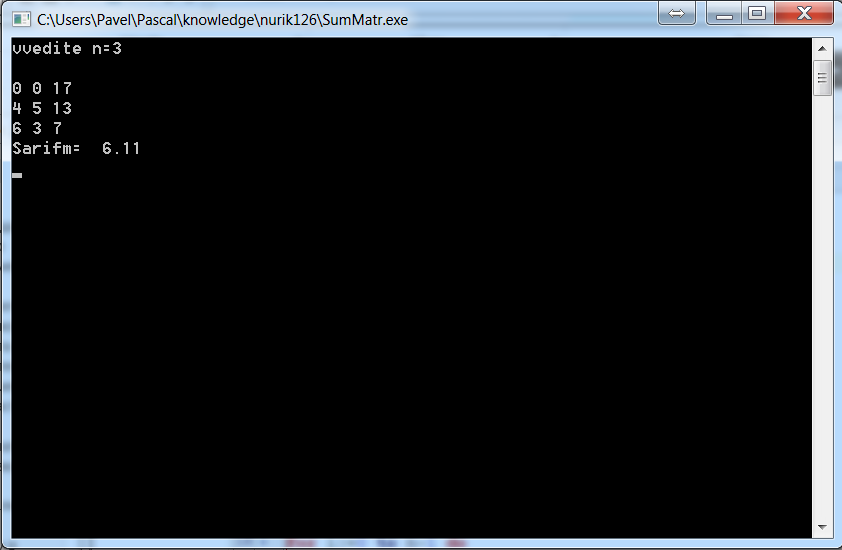 C:\Users\Pavel\Pascal\knowledge\nurik126\SumMatr.exe
vvedite n=3
0 0 17
4 5 13
6 3 7
Sarifm=  6.11